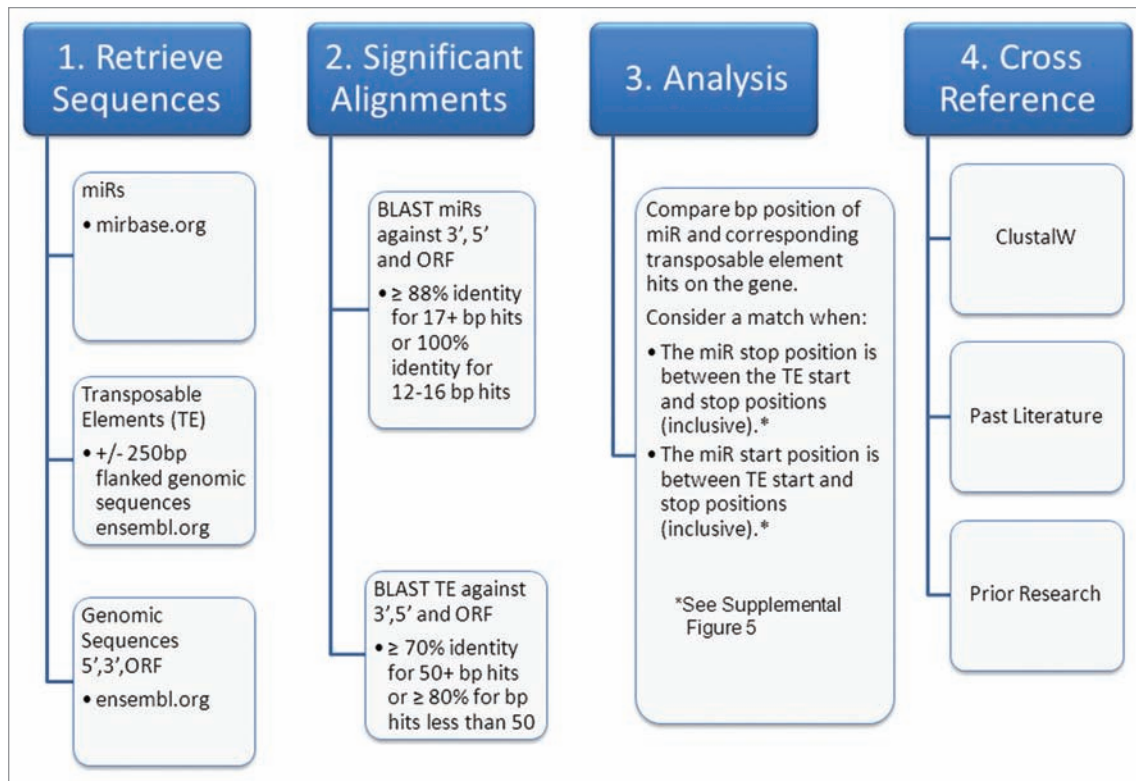 1. Retrieve
Sequences
miRs
• mirbase.org
Transposable
Elements (TE)
• +/- 250bp
flanked genomic
sequences
ensembl.org
Genomic
Sequences
5’,3’,ORF
• ensembl.org
2. Significant
Alignments
BLAST miRs
against 3’, 5’
and ORF
• ≥ 88% identity
for 17+ bp hits
or 100%
identity for
12-16 bp hits
BLAST TE against
3’,5’ and ORF
• ≥ 70% identity
for 50+ bp hits
or ≥ 80% for bp
hits less than 50
3. Analysis
Compare bp position of
miR and corresponding
transposable element
hits on the gene.
Consider a match when:
• The miR stop position is
between the TE start
and stop positions
(inclusive).*
• The miR start position is
between TE start and
stop positions
(inclusive).*
*See Supplemental
Figure 5
4. Cross
Reference
ClustalW
Past Literature
Prior Research